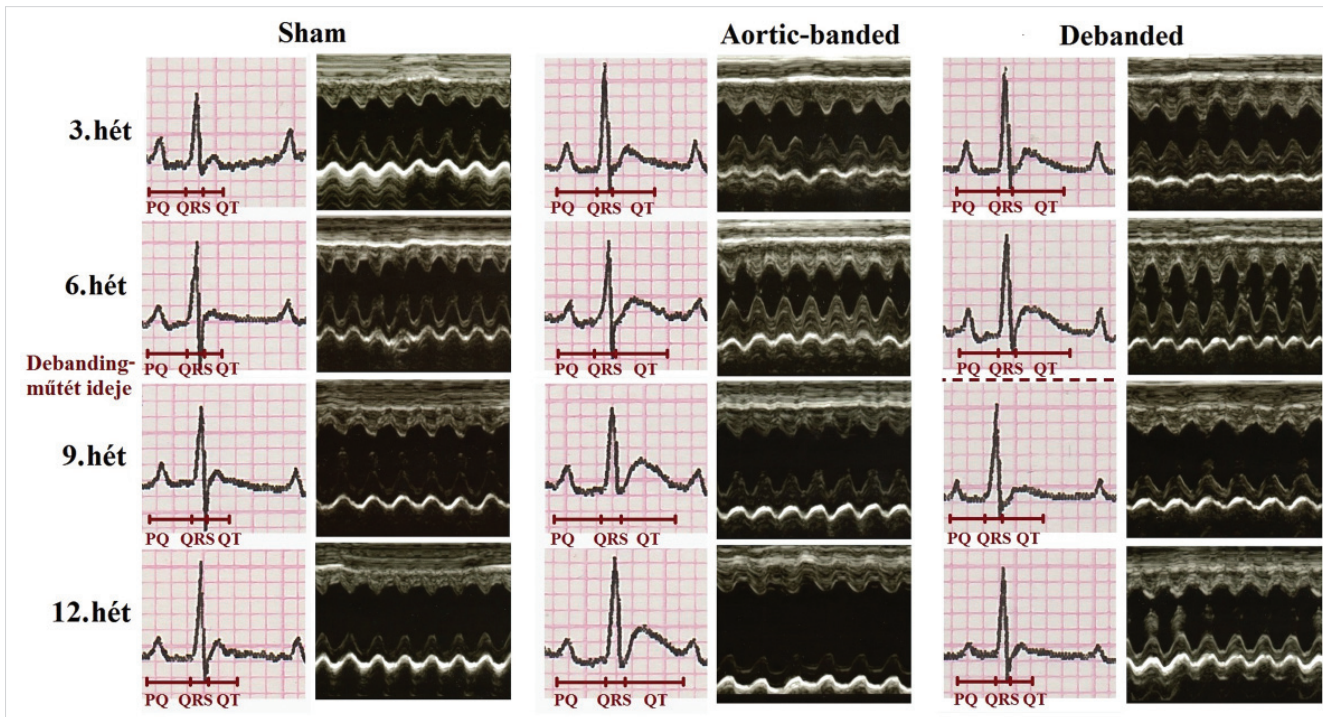 Sham Aortic-banded Debanded
3.hét
PQ QRS QT PQ QRS QT PQ QRS QT
6.hét
PQ QRS QT PQ QRS QT PQ QRS QT
Debanding-
műtét ideje
9.hét
PQ QRS QT PQ QRS QT PQ QRS QT
12.hét
PQ QRS QT PQ QRS QT PQ QRS QT